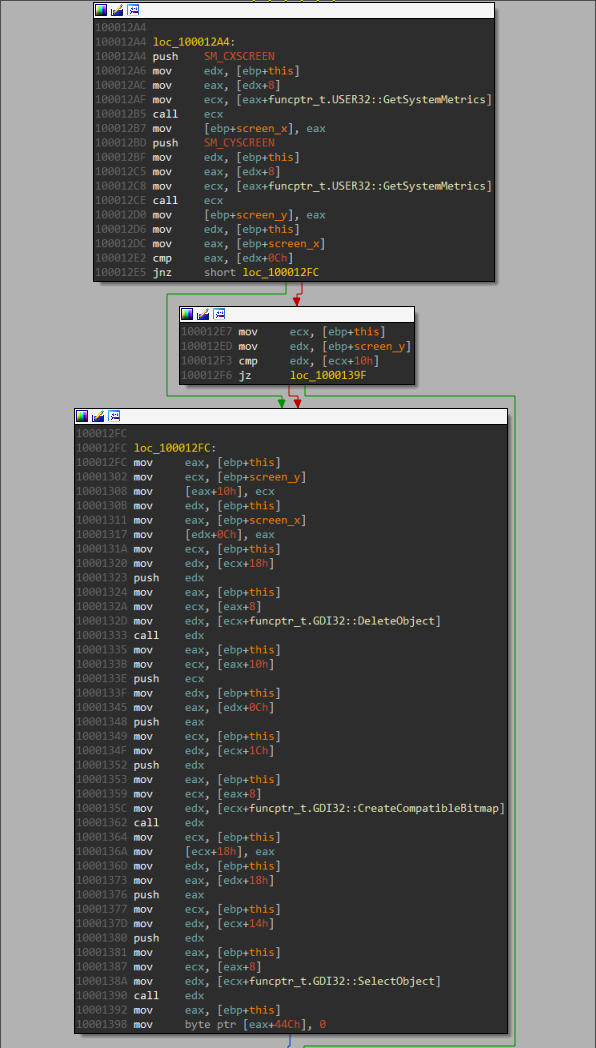 100012A4
100012A4 loc_100012A4:
100012A4 push SM_CXSCREEN
100012A6 mov edx, [ebp+this]
100012AC mov eax, [edx+8]
100012AF mov ecx, [eax+funcptr_t.USER32::GetSystemMetrics]
100012B5 call ecx
100012B7 mov [ebp+screen_x], eax
100012BD push SM_CYSCREEN
100012BF mov edx, [ebp+this]
100012C5 mov eax, [edx+8]
100012C8 mov ecx, [eax+funcptr_t.USER32::GetSystemMetrics]
100012CE call ecx
100012D0 mov [ebp+screen_y], eax
100012D6 mov edx, [ebp+this]
100012DC mov eax, [ebp+screen_x]
100012E2 cmp eax, [edx+0Ch]
100012E5 jnz short loc_100012FC
100012E7 mov ecx, [ebp+this]
100012ED mov edx, [ebp+screen_y]
100012F3 cmp edx, [ecx+10h]
100012F6 jz loc_1000139F
100012FC
100012FC loc_100012FC:
100012FC mov eax, [ebp+this]
10001302 mov ecx, [ebp+screen_y]
10001308 mov [eax+10h], ecx
1000130B mov edx, [ebp+this]
10001311 mov eax, [ebp+screen_x]
10001317 mov [edx+0Ch], eax
1000131A mov ecx, [ebp+this]
10001320 mov edx, [ecx+18h]
10001323 push edx
10001324 mov eax, [ebp+this]
1000132A mov ecx, [eax+8]
1000132D mov edx, [ecx+funcptr_t.GDI32::DeleteObject]
10001333 call edx
10001335 mov eax, [ebp+this]
1000133B mov ecx, [eax+10h]
1000133E push ecx
1000133F mov edx, [ebp+this]
10001345 mov eax, [edx+0Ch]
10001348 push eax
10001349 mov ecx, [ebp+this]
1000134F mov edx, [ecx+1Ch]
10001352 push edx
10001353 mov eax, [ebp+this]
10001359 mov ecx, [eax+8]
1000135C mov edx, [ecx+funcptr_t.GDI32::CreateCompatibleBitmap]
10001362 call edx
10001364 mov ecx, [ebp+this]
1000136A mov [ecx+18h], eax
1000136D mov edx, [ebp+this]
10001373 mov eax, [edx+18h]
10001376 push eax
10001377 mov ecx, [ebp+this]
1000137D mov edx, [ecx+14h]
10001380 push edx
10001381 mov eax, [ebp+this]
10001387 mov ecx, [eax+8]
1000138A mov edx, [ecx+funcptr_t.GDI32::SelectObject]
10001390 call edx
10001392 mov eax, [ebp+this]
10001398 mov byte ptr [eax+44Ch], 0